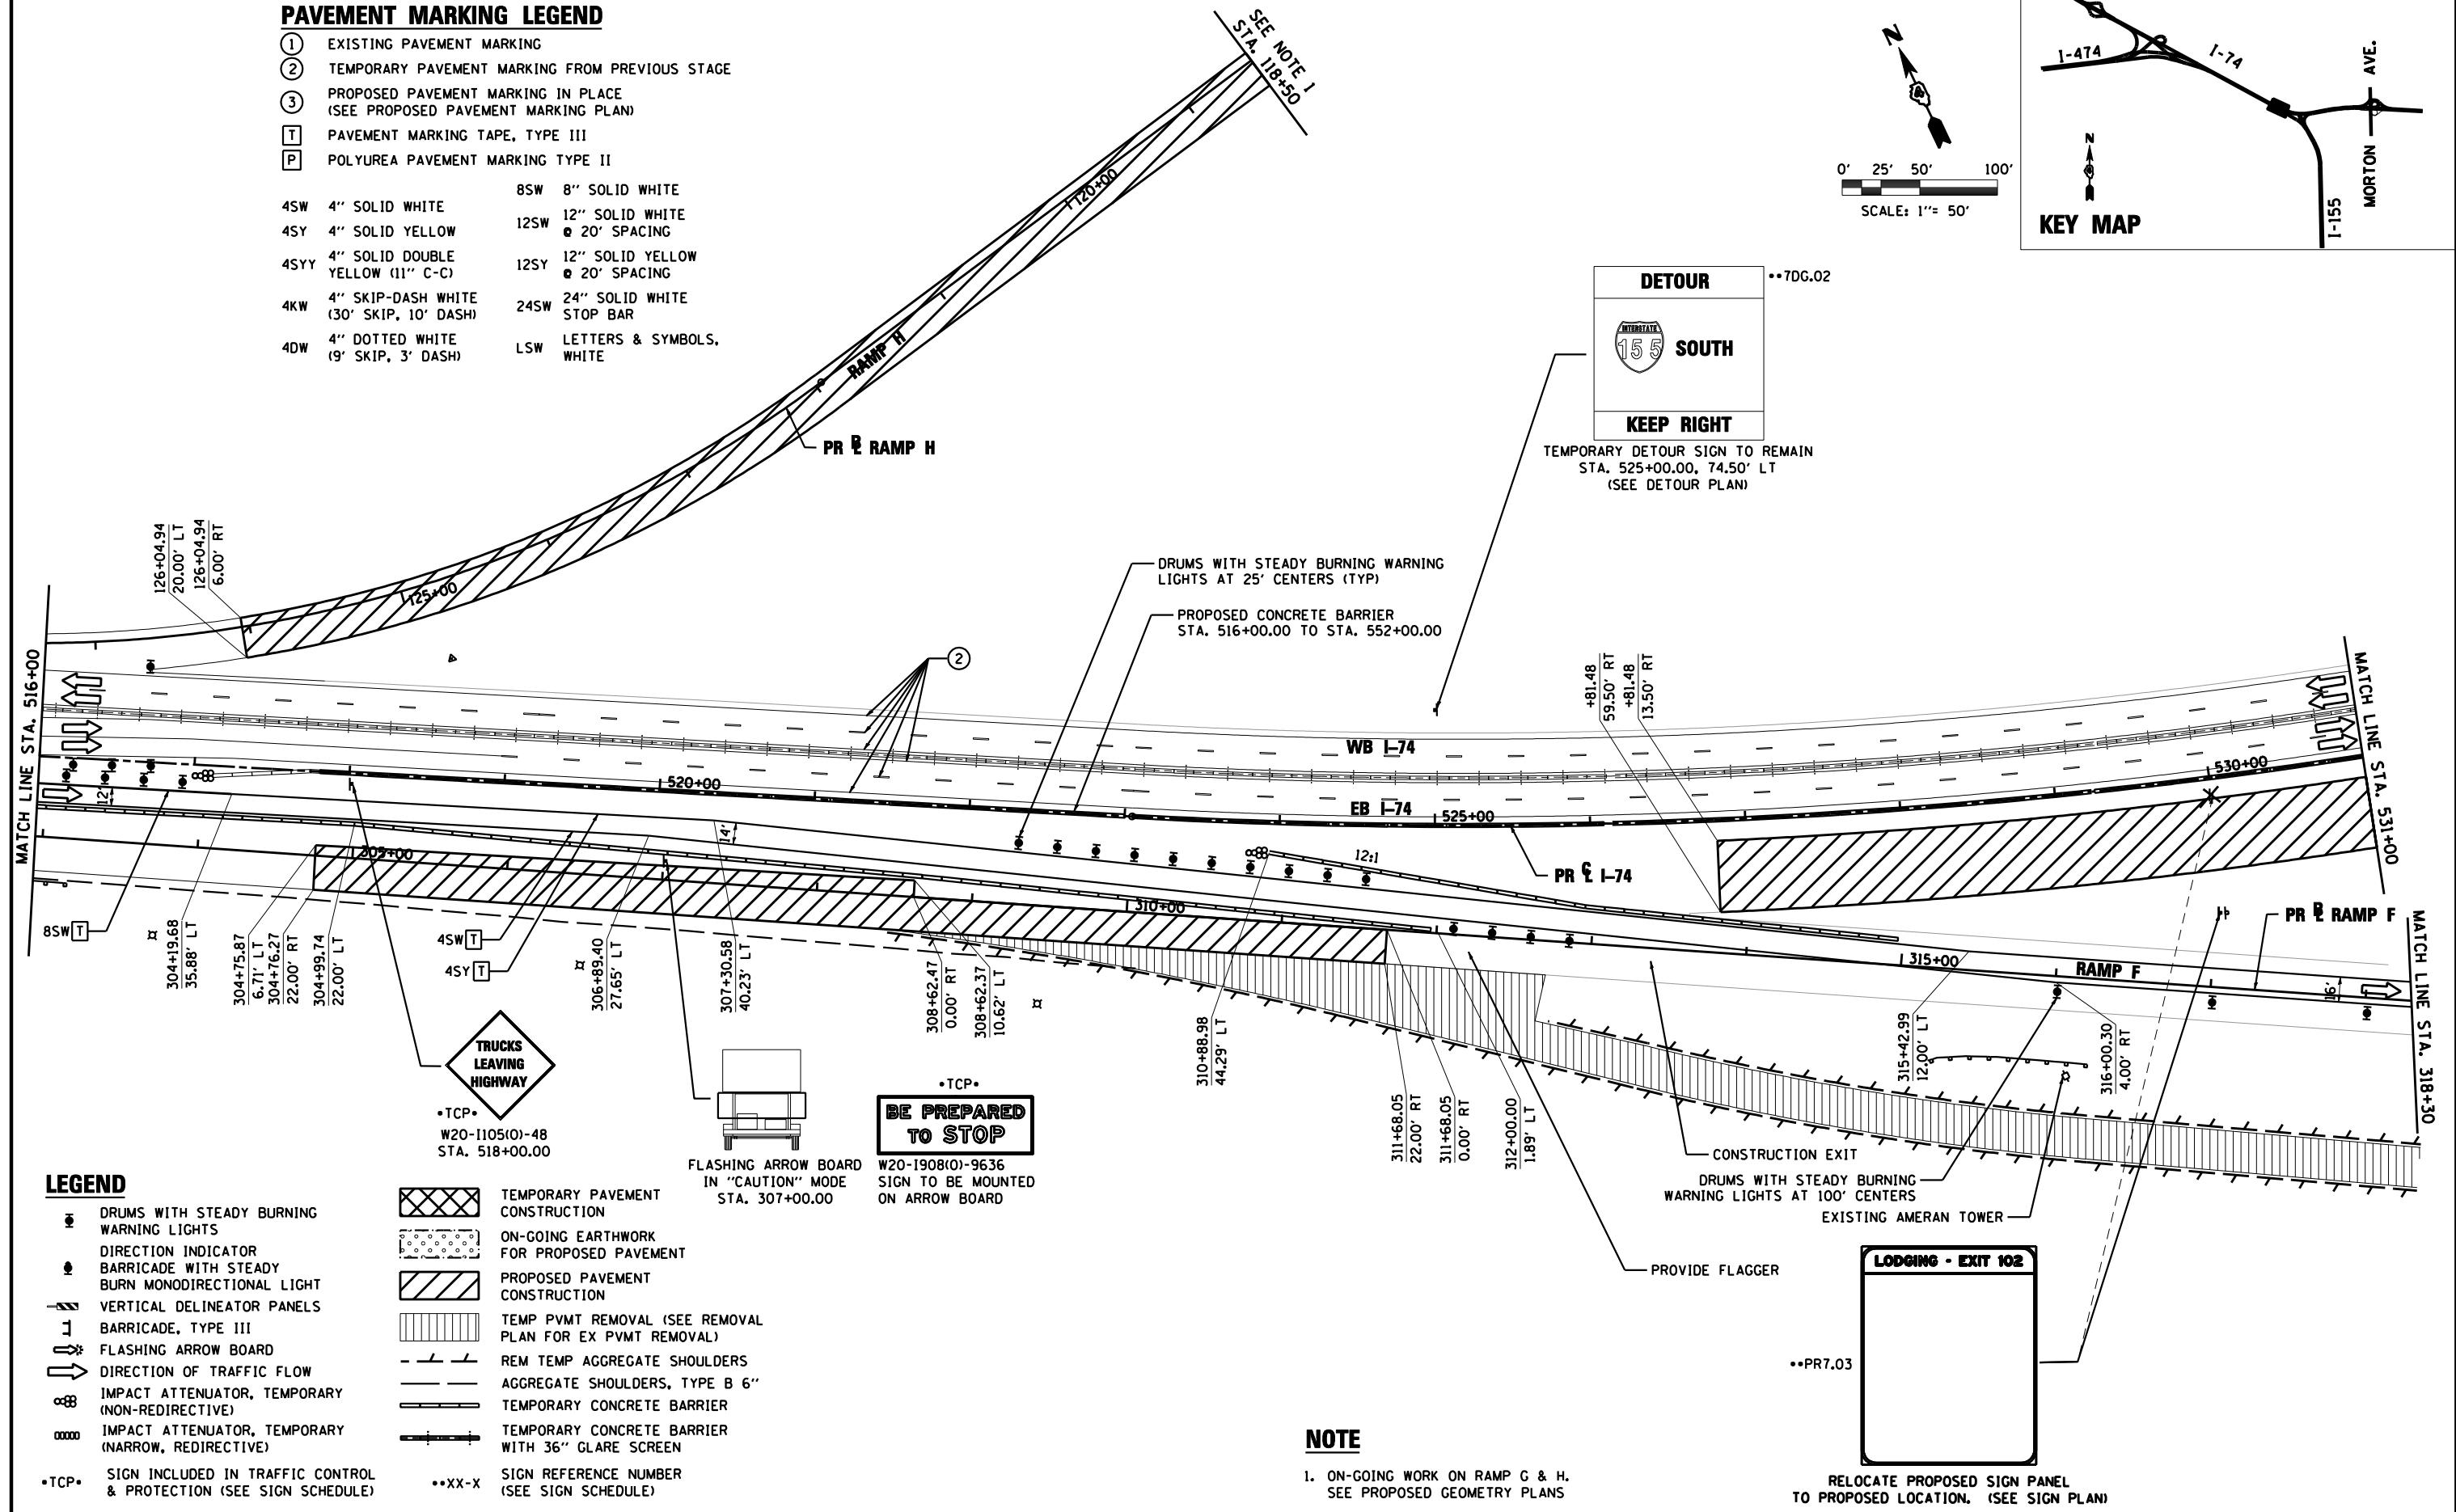 PAVEMENT MARKING LEGEND
1 EXISTING PAVEMENT MARKING
2 TEMPORARY PAVEMENT MARKING FROM PREVIOUS STAGE
3 PROPOSED PAVEMENT MARKING IN PLACE
(SEE PROPOSED PAVEMENT MARKING PLAN)
T PAVEMENT MARKING TAPE, TYPE III
P POLYUREA PAVEMENT MARKING TYPE II
4SW 4'' SOLID WHITE
4SY 4'' SOLID YELLOW
4SYY 4'' SOLID DOUBLE
YELLOW (11'' C-C)
4KW 4'' SKIP-DASH WHITE
(30' SKIP, 10' DASH)
4DW 4'' DOTTED WHITE
(9' SKIP, 3' DASH)
8SW 8'' SOLID WHITE
12SW 12'' SOLID WHITE
@ 20' SPACING
12SY 12'' SOLID YELLOW
@ 20' SPACING
24SW 24'' SOLID WHITE
STOP BAR
LSW LETTERS & SYMBOLS,
WHITE
SEE NOTE 1
STA. 118+50
120+00
RAMP H
PR BL RAMP H
125+00
N
0' 25' 50' 100'
SCALE: 1''= 50'
I-474
I-74
MORTON AVE.
I-155
N
KEY MAP
DETOUR
INTERSTATE
155 SOUTH
KEEP RIGHT
••7DG.02
TEMPORARY DETOUR SIGN TO REMAIN
STA. 525+00.00, 74.50' LT
(SEE DETOUR PLAN)
126+04.94
20.00' LT
126+04.94
6.00' RT
DRUMS WITH STEADY BURNING WARNING
LIGHTS AT 25' CENTERS (TYP)
PROPOSED CONCRETE BARRIER
STA. 516+00.00 TO STA. 552+00.00
2
+81.48
59.50' RT
+81.48
13.50' RT
MATCH LINE STA. 516+00
MATCH LINE STA. 531+00
MATCH LINE STA. 318+30
WB I-74
EB I-74
520+00
525+00
530+00
PR CL I-74
12'
14'
12:1
16'
305+00
310+00
315+00
RAMP F
PR BL RAMP F
8SW T
4SW T
4SY T
304+19.68
35.88' LT
304+75.87
6.71' LT
304+76.27
22.00' RT
304+99.74
22.00' LT
306+89.40
27.65' LT
307+30.58
40.23' LT
308+62.47
0.00' RT
308+62.37
10.62' LT
310+88.98
44.29' LT
311+68.05
22.00' RT
311+68.05
0.00' RT
312+00.00
1.89' LT
315+42.99
12.00' LT
316+00.30
4.00' RT
TRUCKS
LEAVING
HIGHWAY
•TCP•
W20-I105(O)-48
STA. 518+00.00
FLASHING ARROW BOARD
IN "CAUTION" MODE
STA. 307+00.00
•TCP•
BE PREPARED
TO STOP
W20-I908(O)-9636
SIGN TO BE MOUNTED
ON ARROW BOARD
CONSTRUCTION EXIT
DRUMS WITH STEADY BURNING
WARNING LIGHTS AT 100' CENTERS
EXISTING AMERAN TOWER
PROVIDE FLAGGER
LODGING - EXIT 102
••PR7.03
RELOCATE PROPOSED SIGN PANEL
TO PROPOSED LOCATION. (SEE SIGN PLAN)
LEGEND
DRUMS WITH STEADY BURNING
WARNING LIGHTS
DIRECTION INDICATOR
BARRICADE WITH STEADY
BURN MONODIRECTIONAL LIGHT
VERTICAL DELINEATOR PANELS
BARRICADE, TYPE III
FLASHING ARROW BOARD
DIRECTION OF TRAFFIC FLOW
IMPACT ATTENUATOR, TEMPORARY
(NON-REDIRECTIVE)
IMPACT ATTENUATOR, TEMPORARY
(NARROW, REDIRECTIVE)
•TCP• SIGN INCLUDED IN TRAFFIC CONTROL
& PROTECTION (SEE SIGN SCHEDULE)
TEMPORARY PAVEMENT
CONSTRUCTION
ON-GOING EARTHWORK
FOR PROPOSED PAVEMENT
PROPOSED PAVEMENT
CONSTRUCTION
TEMP PVMT REMOVAL (SEE REMOVAL
PLAN FOR EX PVMT REMOVAL)
REM TEMP AGGREGATE SHOULDERS
AGGREGATE SHOULDERS, TYPE B 6''
TEMPORARY CONCRETE BARRIER
TEMPORARY CONCRETE BARRIER
WITH 36'' GLARE SCREEN
••XX-X SIGN REFERENCE NUMBER
(SEE SIGN SCHEDULE)
NOTE
1. ON-GOING WORK ON RAMP G & H.
SEE PROPOSED GEOMETRY PLANS